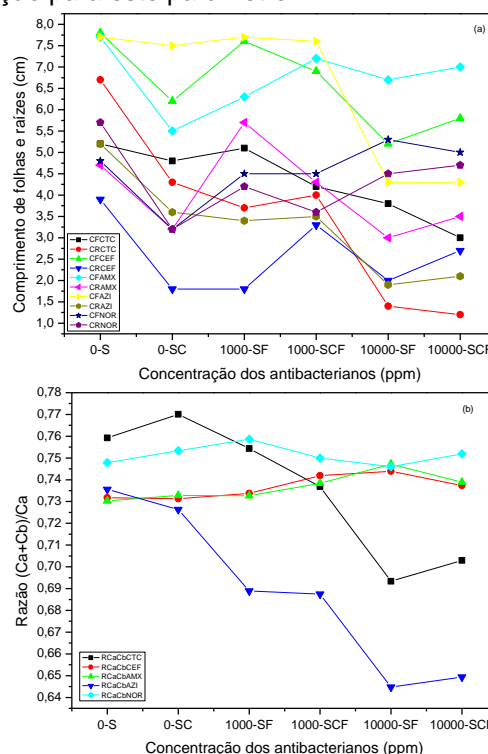 (a)
Comprimento de folhas e raízes (cm)
8,0
7,5
7,0
6,5
6,0
5,5
5,0
4,5
4,0
3,5
3,0
2,5
2,0
1,5
1,0
CFCTC
CRCTC
CFCEF
CRCEF
CFAMX
CRAMX
CFAZI
CRAZI
CFNOR
CRNOR
0-S 0-SC 1000-SF 1000-SCF 10000-SF 10000-SCF
Concentração dos antibacterianos (ppm)
(b)
Razão (Ca+Cb)/Ca
0,78
0,77
0,76
0,75
0,74
0,73
0,72
0,71
0,70
0,69
0,68
0,67
0,66
0,65
0,64
RCaCbCTC
RCaCbCEF
RCaCbAMX
RCaCbAZI
RCaCbNOR
0-S 0-SC 1000-SF 1000-SCF 10000-SF 10000-SCF
Concentração dos antibacterianos (ppm)